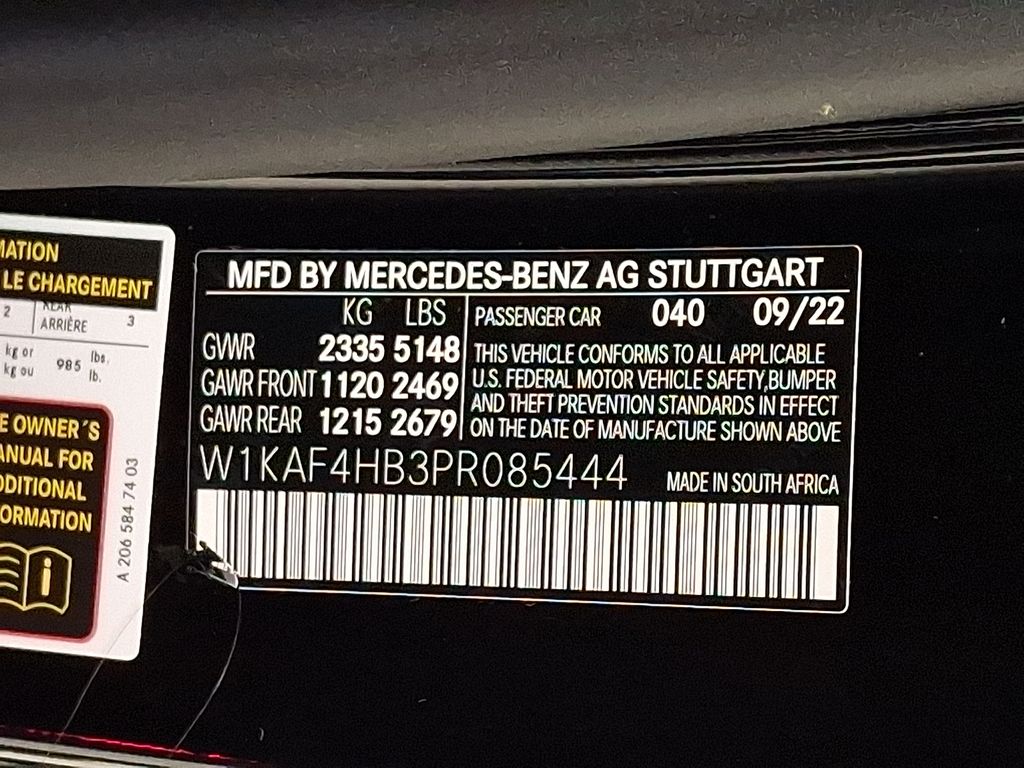 MATION
LE CHARGEMENT
2
REAR
ARRIÈRE
3
kg or
kg ou
985
lbs.
lb.
E OWNER´S
ANUAL FOR
DDITIONAL
FORMATION
A 206 584 74 03
MFD BY MERCEDES-BENZ AG STUTTGART
KG LBS
GVWR 2335 5148
GAWR FRONT 1120 2469
GAWR REAR 1215 2679
PASSENGER CAR 040 09/22
THIS VEHICLE CONFORMS TO ALL APPLICABLE
U.S. FEDERAL MOTOR VEHICLE SAFETY,BUMPER
AND THEFT PREVENTION STANDARDS IN EFFECT
ON THE DATE OF MANUFACTURE SHOWN ABOVE
W1KAF4HB3PR085444
MADE IN SOUTH AFRICA